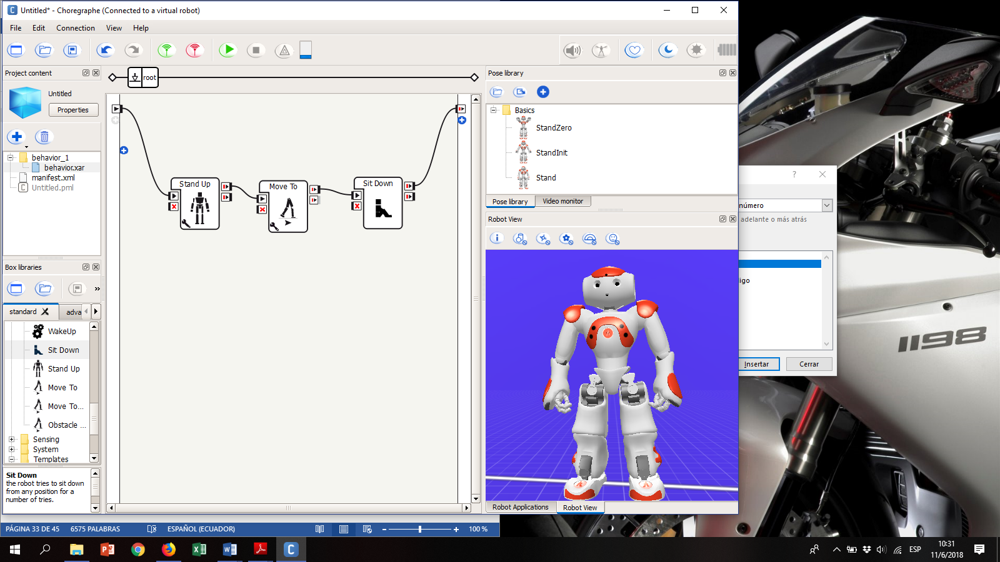 Untitled* - Choregraphe (Connected to a virtual robot)
File Edit Connection View Help
Project content
Untitled
Properties
behavior_1
behavior.xar
manifest.xml
Untitled.pml
Box libraries
standard
adva
WakeUp
Sit Down
Stand Up
Move To
Move To...
Obstacle ...
Sensing
System
Templates
Sit Down
the robot tries to sit down
from any position for a
number of tries.
root
Stand Up
Move To
Sit Down
Pose library
Basics
StandZero
StandInit
Stand
Pose library
Video monitor
Robot View
Robot Applications
Robot View
número
adelante o más atrás
igo
Insertar
Cerrar
1198
PÁGINA 33 DE 45
6575 PALABRAS
ESPAÑOL (ECUADOR)
100 %
ESP
10:31
11/6/2018